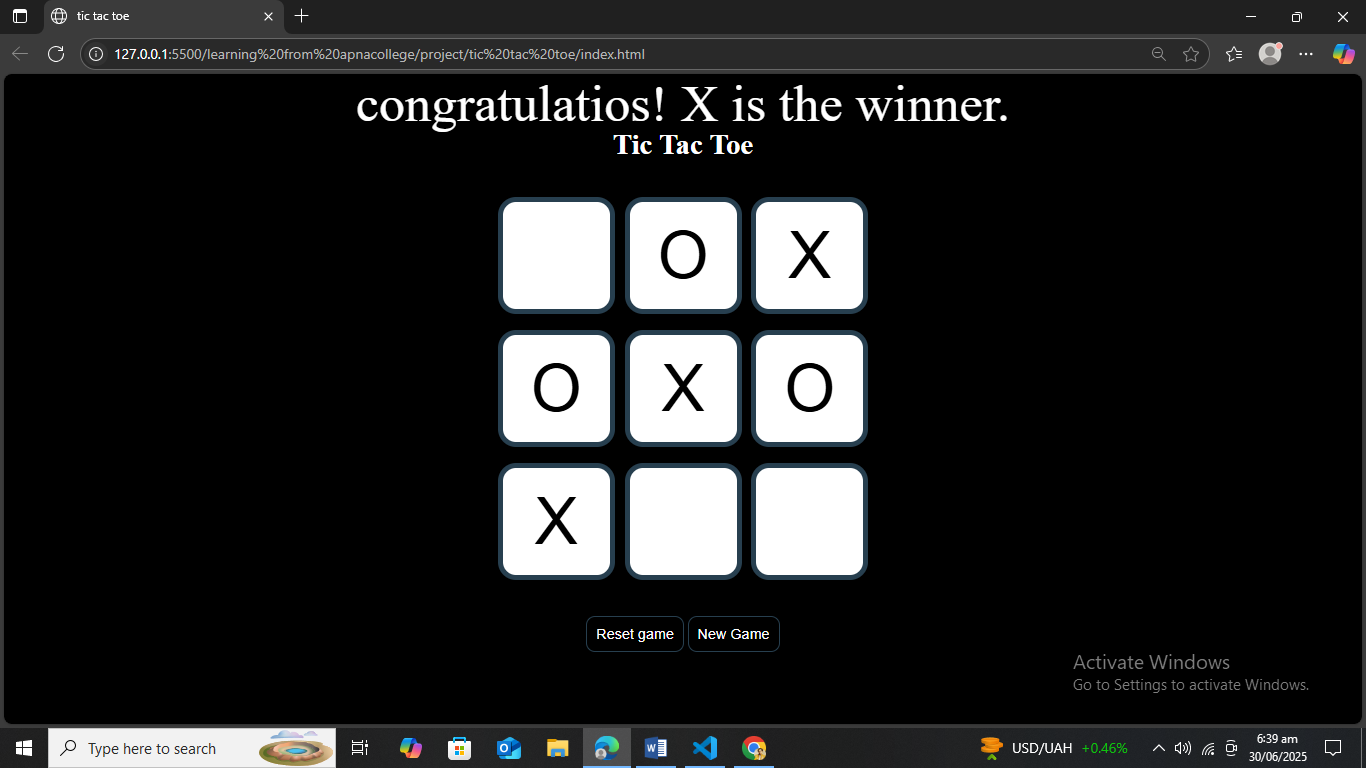 tic tac toe
127.0.0.1:5500/learning%20from%20apnacollege/project/tic%20tac%20toe/index.html
congratulatios! X is the winner.
Tic Tac Toe
O X
O X O
X
Reset game New Game
Activate Windows
Go to Settings to activate Windows.
Type here to search
USD/UAH +0.46%
6:39 am
30/06/2025